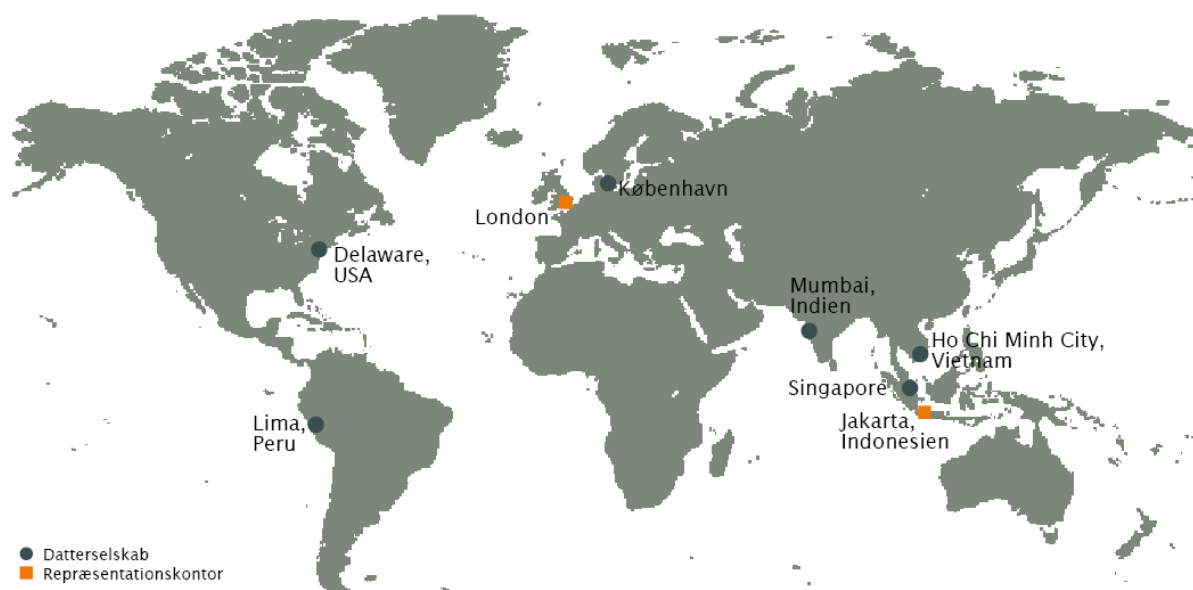 København
London
Delaware,
USA
Mumbai,
Indien
Ho Chi Minh City,
Vietnam
Singapore
Lima,
Peru
Jakarta,
Indonesien
Datterselskab
Repræsentationskontor